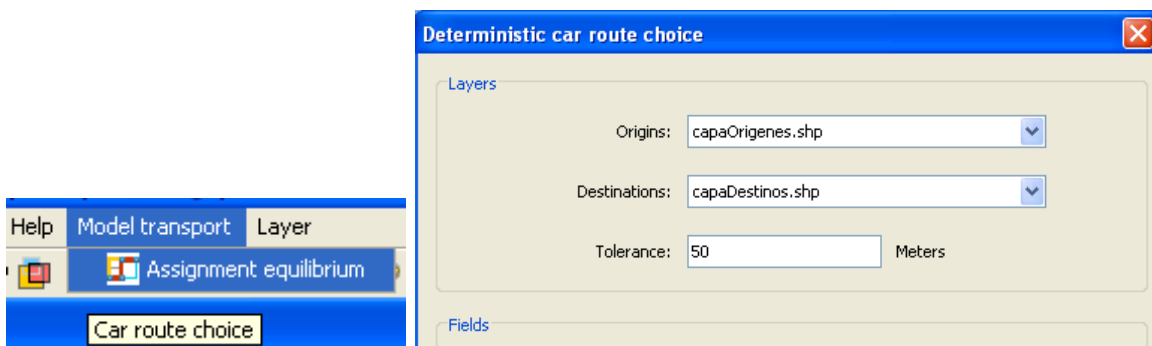 Help Model transport Layer
Assignment equilibrium
Car route choice
Deterministic car route choice
Layers
Origins: capaOrigenes.shp
Destinations: capaDestinos.shp
Tolerance: 50 Meters
Fields